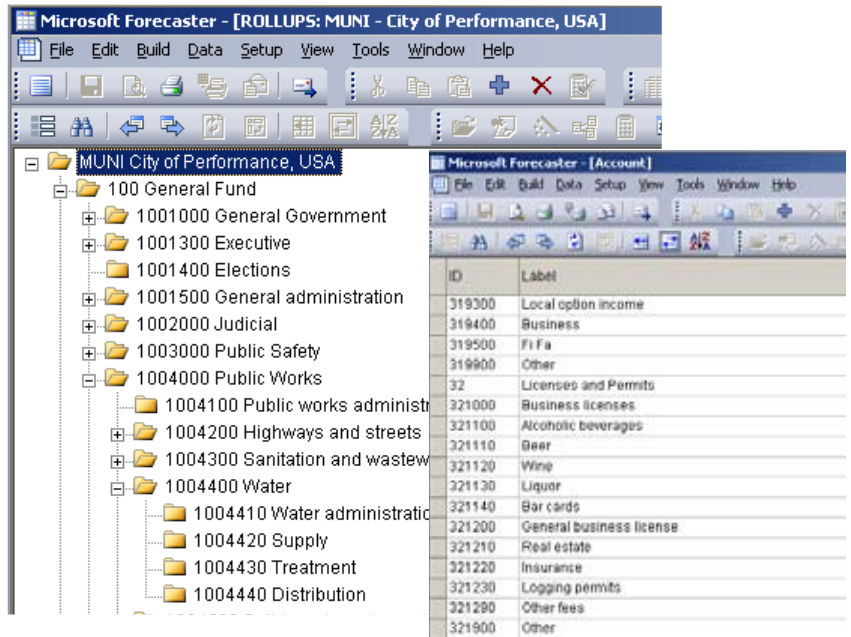 Microsoft Forecaster - [ROLLUPS: MUNI - City of Performance, USA]
File Edit Build Data Setup View Tools Window Help
MUNI City of Performance, USA
100 General Fund
1001000 General Government
1001300 Executive
1001400 Elections
1001500 General administration
1002000 Judicial
1003000 Public Safety
1004000 Public Works
1004100 Public works administr
1004200 Highways and streets
1004300 Sanitation and wastew
1004400 Water
1004410 Water administratio
1004420 Supply
1004430 Treatment
1004440 Distribution
Microsoft Forecaster - [Account]
File Edit Build Data Setup View Tools Window Help
ID Label
319300 Local option income
319400 Business
319500 Fi Fa
319900 Other
32 Licenses and Permits
321000 Business licenses
321100 Alcoholic beverages
321110 Beer
321120 Wine
321130 Liquor
321140 Bar cards
321200 General business license
321210 Real estate
321220 Insurance
321230 Logging permits
321290 Other fees
321900 Other